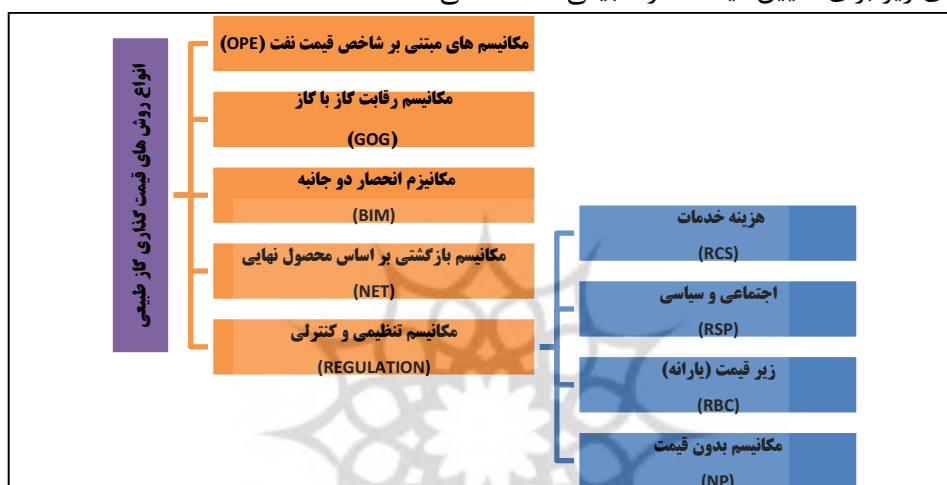 انواع روش های قیمت گذاری گاز طبیعی
مکانیسم های مبتنی بر شاخص قیمت نفت (OPE)
مکانیسم رقابت گاز با گاز
(GOG)
مکانیزم انحصار دو جانبه
(BIM)
مکانیسم بازگشتی بر اساس محصول نهایی
(NET)
مکانیسم تنظیمی و کنترلی
(REGULATION)
هزینه خدمات
(RCS)
اجتماعی و سیاسی
(RSP)
زیر قیمت (یارانه)
(RBC)
مکانیسم بدون قیمت
(NP)